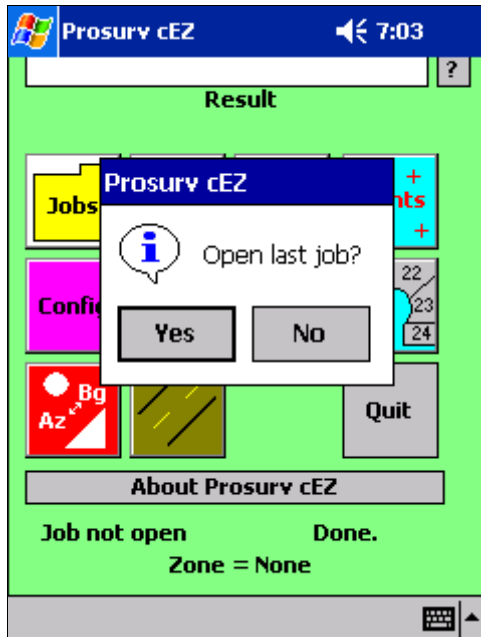 Prosurv cEZ 7:03
?
Result
Jobs
Prosurv cEZ
+
nts
+
Open last job?
Yes No
Confi
22
23
24
Az Bg
Quit
About Prosurv cEZ
Job not open Done.
Zone = None